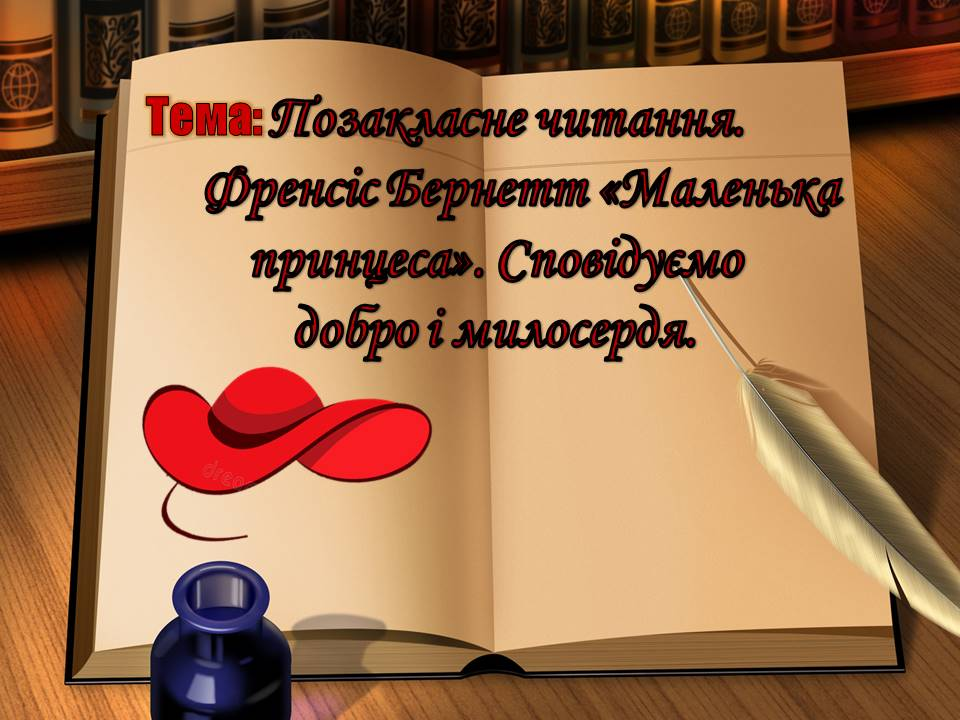 Тема: Позакласне читання.
Френсіс Бернетт «Маленька
принцеса». Сповідуємо
добро і милосердя.